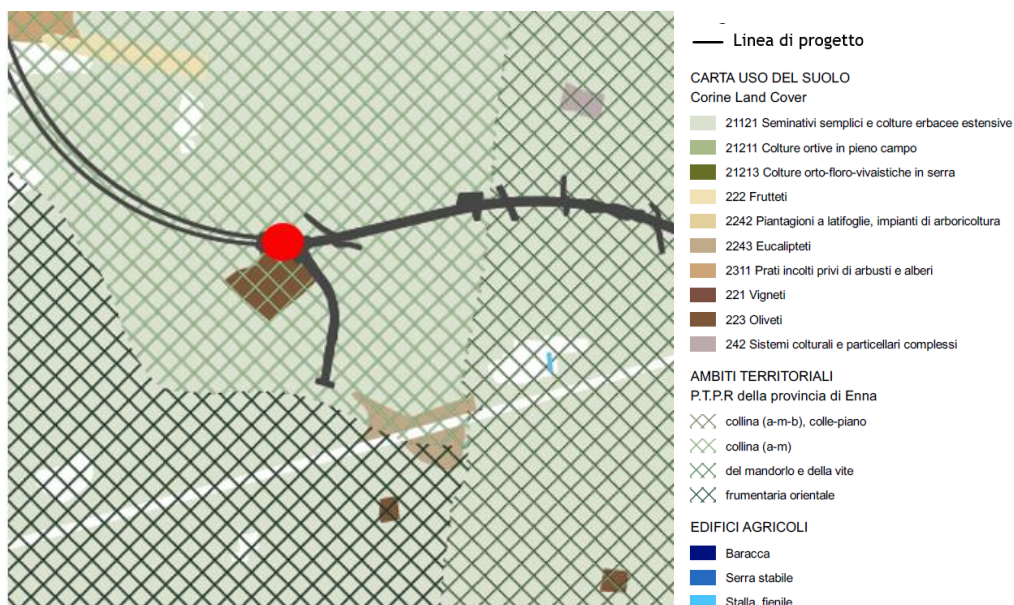 Linea di progetto
CARTA USO DEL SUOLO
Corine Land Cover
21121 Seminativi semplici e colture erbacee estensive
21211 Colture ortive in pieno campo
21213 Colture orto-floro-vivaistiche in serra
222 Frutteti
2242 Piantagioni a latifoglie, impianti di arboricoltura
2243 Eucalipteti
2311 Prati incolti privi di arbusti e alberi
221 Vigneti
223 Oliveti
242 Sistemi colturali e particellari complessi
AMBITI TERRITORIALI
P.T.P.R della provincia di Enna
collina (a-m-b), colle-piano
collina (a-m)
del mandorlo e della vite
frumentaria orientale
EDIFICI AGRICOLI
Baracca
Serra stabile
Stalla, fienile